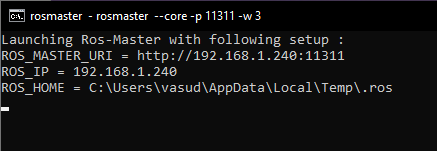 C:\. rosmaster - rosmaster --core -p 11311 -w 3
Launching Ros-Master with following setup :
ROS_MASTER_URI = http://192.168.1.240:11311
ROS_IP = 192.168.1.240
ROS_HOME = C:\Users\vasud\AppData\Local\Temp\.ros